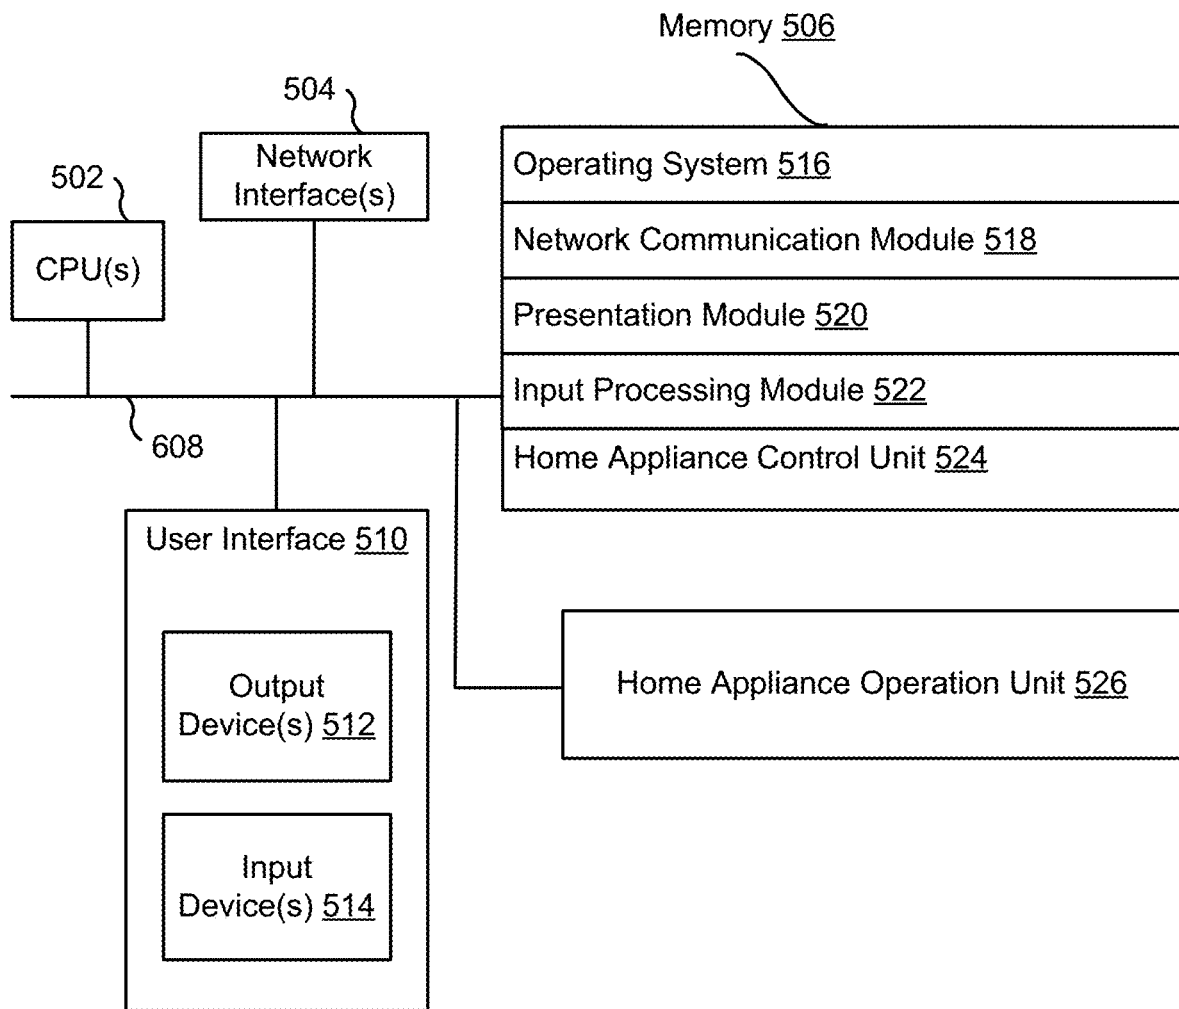 Memory 506
504
Network
Interface(s)
502
CPU(s)
Operating System 516
Network Communication Module 518
Presentation Module 520
Input Processing Module 522
Home Appliance Control Unit 524
608
User Interface 510
Output
Device(s) 512
Input
Device(s) 514
Home Appliance Operation Unit 526